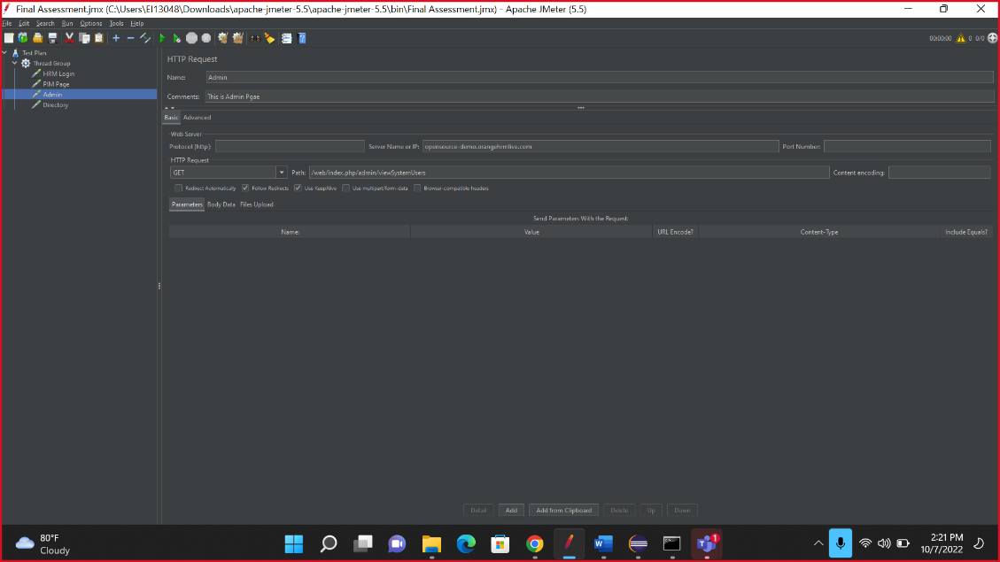 Final Assessment.jmx (C:\Users\EI13048\Downloads\apache-jmeter-5.5\apache-jmeter-5.5\bin\Final Assessment.jmx) - Apache JMeter (5.5)
File Edit Search Run Options Tools Help
00:00:00 0 0/0
Test Plan
Thread Group
HRM Login
PIM Page
Admin
Directory
HTTP Request
Name: Admin
Comments: This is Admin Pgae
Basic Advanced
Web Server
Protocol [http]: Server Name or IP: opensource-demo.orangehrmlive.com Port Number:
HTTP Request
GET Path: /web/index.php/admin/viewSystemUsers Content encoding:
Redirect Automatically Follow Redirects Use KeepAlive Use multipart/form-data Browser-compatible headers
Parameters Body Data Files Upload
Send Parameters With the Request:
Name: Value URL Encode? Content-Type Include Equals?
Detail Add Add from Clipboard Delete Up Down
80°F
Cloudy
1
2:21 PM
10/7/2022